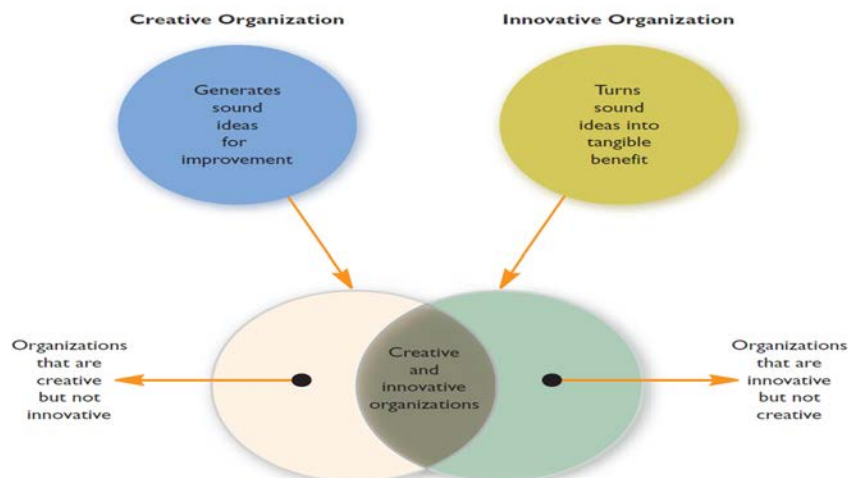 Creative Organization
Innovative Organization
Generates
sound
ideas
for
improvement
Turns
sound
ideas into
tangible
benefit
Organizations
that are
creative
but not
innovative
Creative
and
innovative
organizations
Organizations
that are
innovative
but not
creative